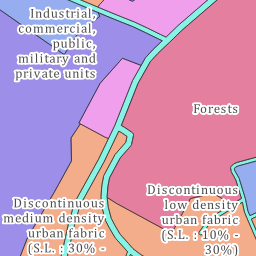 Industrial,
commercial,
public,
military and
private units
Forests
Discontinuous
medium density
urban fabric
(S.L. : 30% -
Discontinuous
low density
urban fabric
(S.L. : 10% -
30%)